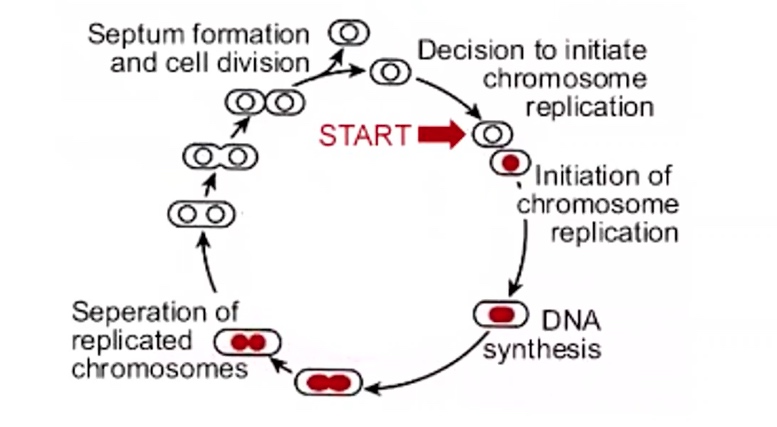 Septum formation
and cell division
Decision to initiate
chromosome
replication
START
Initiation of
chromosome
replication
DNA
synthesis
Seperation of
replicated
chromosomes